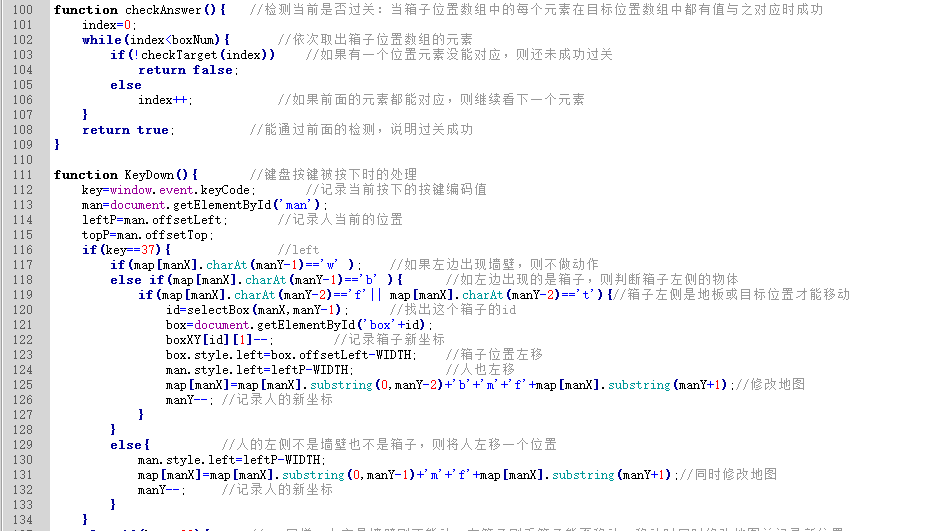 100 function checkAnswer(){ //检测当前是否过关：当箱子位置数组中的每个元素在目标位置数组中都有值与之对应时成功
101 index=0;
102 while(index<boxNum){ //依次取出箱子位置数组的元素
103 if(!checkTarget(index)) //如果有一个位置元素没能对应，则还未成功过关
104 return false;
105 else
106 index++; //如果前面的元素都能对应，则继续看下一个元素
107 }
108 return true; //能通过前面的检测，说明过关成功
109 }
110
111 function KeyDown(){ //键盘按键被按下时的处理
112 key=window.event.keyCode; //记录当前按下的按键编码值
113 man=document.getElementById('man');
114 leftP=man.offsetLeft; //记录人当前的位置
115 topP=man.offsetTop;
116 if(key==37){ //left
117 if(map[manX].charAt(manY-1)=='w' ); //如果左边出现墙壁，则不做动作
118 else if(map[manX].charAt(manY-1)=='b' ){ //如左边出现的是箱子，则判断箱子左侧的物体
119 if(map[manX].charAt(manY-2)=='f'|| map[manX].charAt(manY-2)=='t'){//箱子左侧是地板或目标位置才能移动
120 id=selectBox(manX,manY-1); //找出这个箱子的id
121 box=document.getElementById('box'+id);
122 boxXY[id][1]--; //记录箱子新坐标
123 box.style.left=box.offsetLeft-WIDTH; //箱子位置左移
124 man.style.left=leftP-WIDTH; //人也左移
125 map[manX]=map[manX].substring(0,manY-2)+'b'+'m'+'f'+map[manX].substring(manY+1);//修改地图
126 manY--; //记录人的新坐标
127 }
128 }
129 else{ //人的左侧不是墙壁也不是箱子，则将人左移一个位置
130 man.style.left=leftP-WIDTH;
131 map[manX]=map[manX].substring(0,manY-1)+'m'+'f'+map[manX].substring(manY+1);//同时修改地图
132 manY--; //记录人的新坐标
133 }
134 }